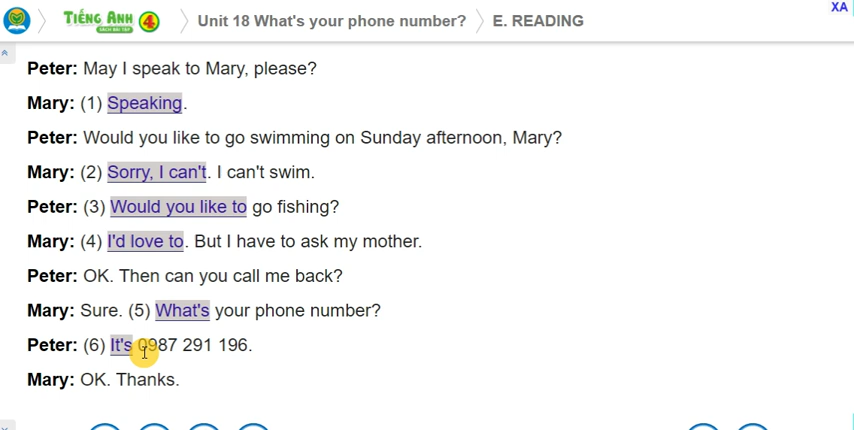 XA
TIẾNG ANH 4
SÁCH BÀI TẬP
Unit 18 What's your phone number?
E. READING
Peter: May I speak to Mary, please?
Mary: (1) Speaking.
Peter: Would you like to go swimming on Sunday afternoon, Mary?
Mary: (2) Sorry, I can't. I can't swim.
Peter: (3) Would you like to go fishing?
Mary: (4) I'd love to. But I have to ask my mother.
Peter: OK. Then can you call me back?
Mary: Sure. (5) What's your phone number?
Peter: (6) It's 0987 291 196.
Mary: OK. Thanks.